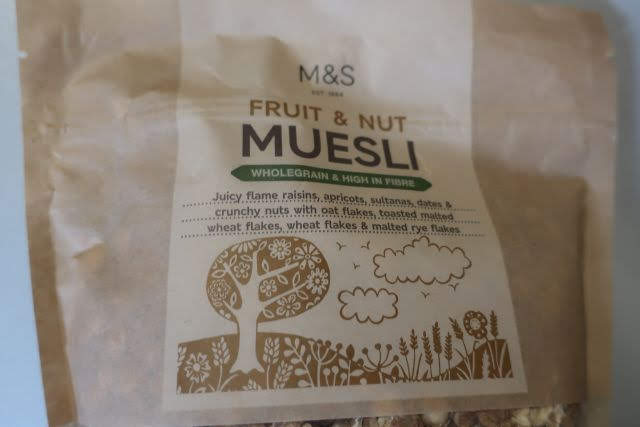 M&S
EST. 1884
FRUIT & NUT
MUESLI
WHOLEGRAIN & HIGH IN FIBRE
Juicy flame raisins, apricots, sultanas, dates &
crunchy nuts with oat flakes, toasted malted
wheat flakes, wheat flakes & malted rye flakes